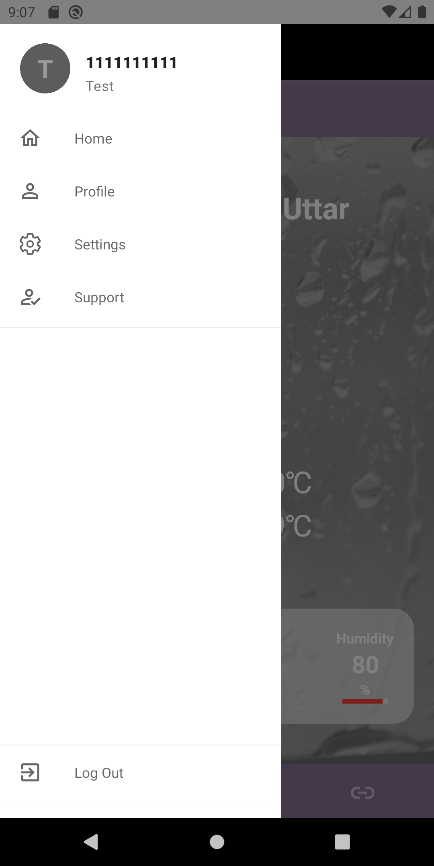 9:07
T
1111111111
Test
Home
Profile
Settings
Support
Uttar
℃
℃
Humidity
80
%
Log Out